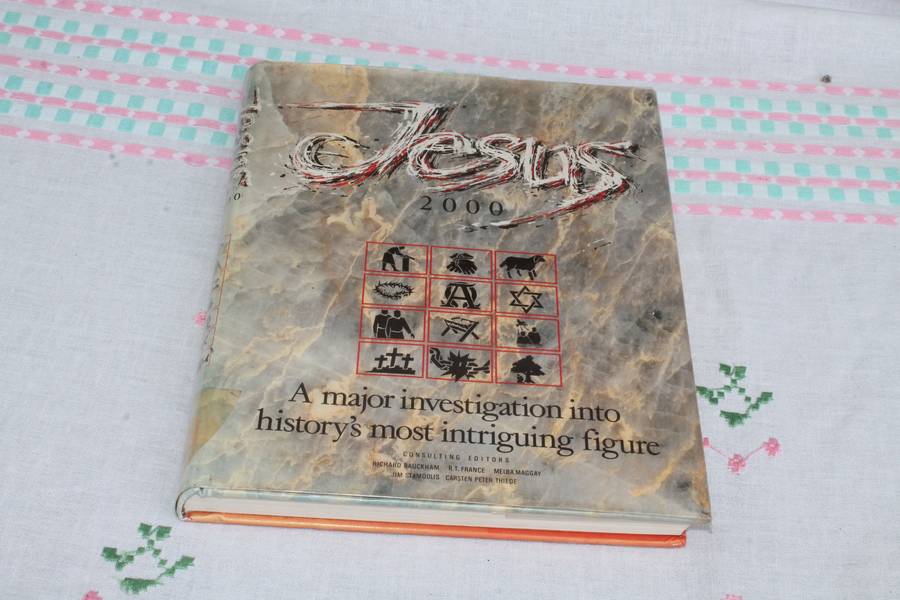 Jesus
2000
A major investigation into
history's most intriguing figure
CONSULTING EDITORS
RICHARD BAUCKHAM R.T. FRANCE MELBA MAGGAY
JIM STAMOOLIS CARSTEN PETER THIEDE